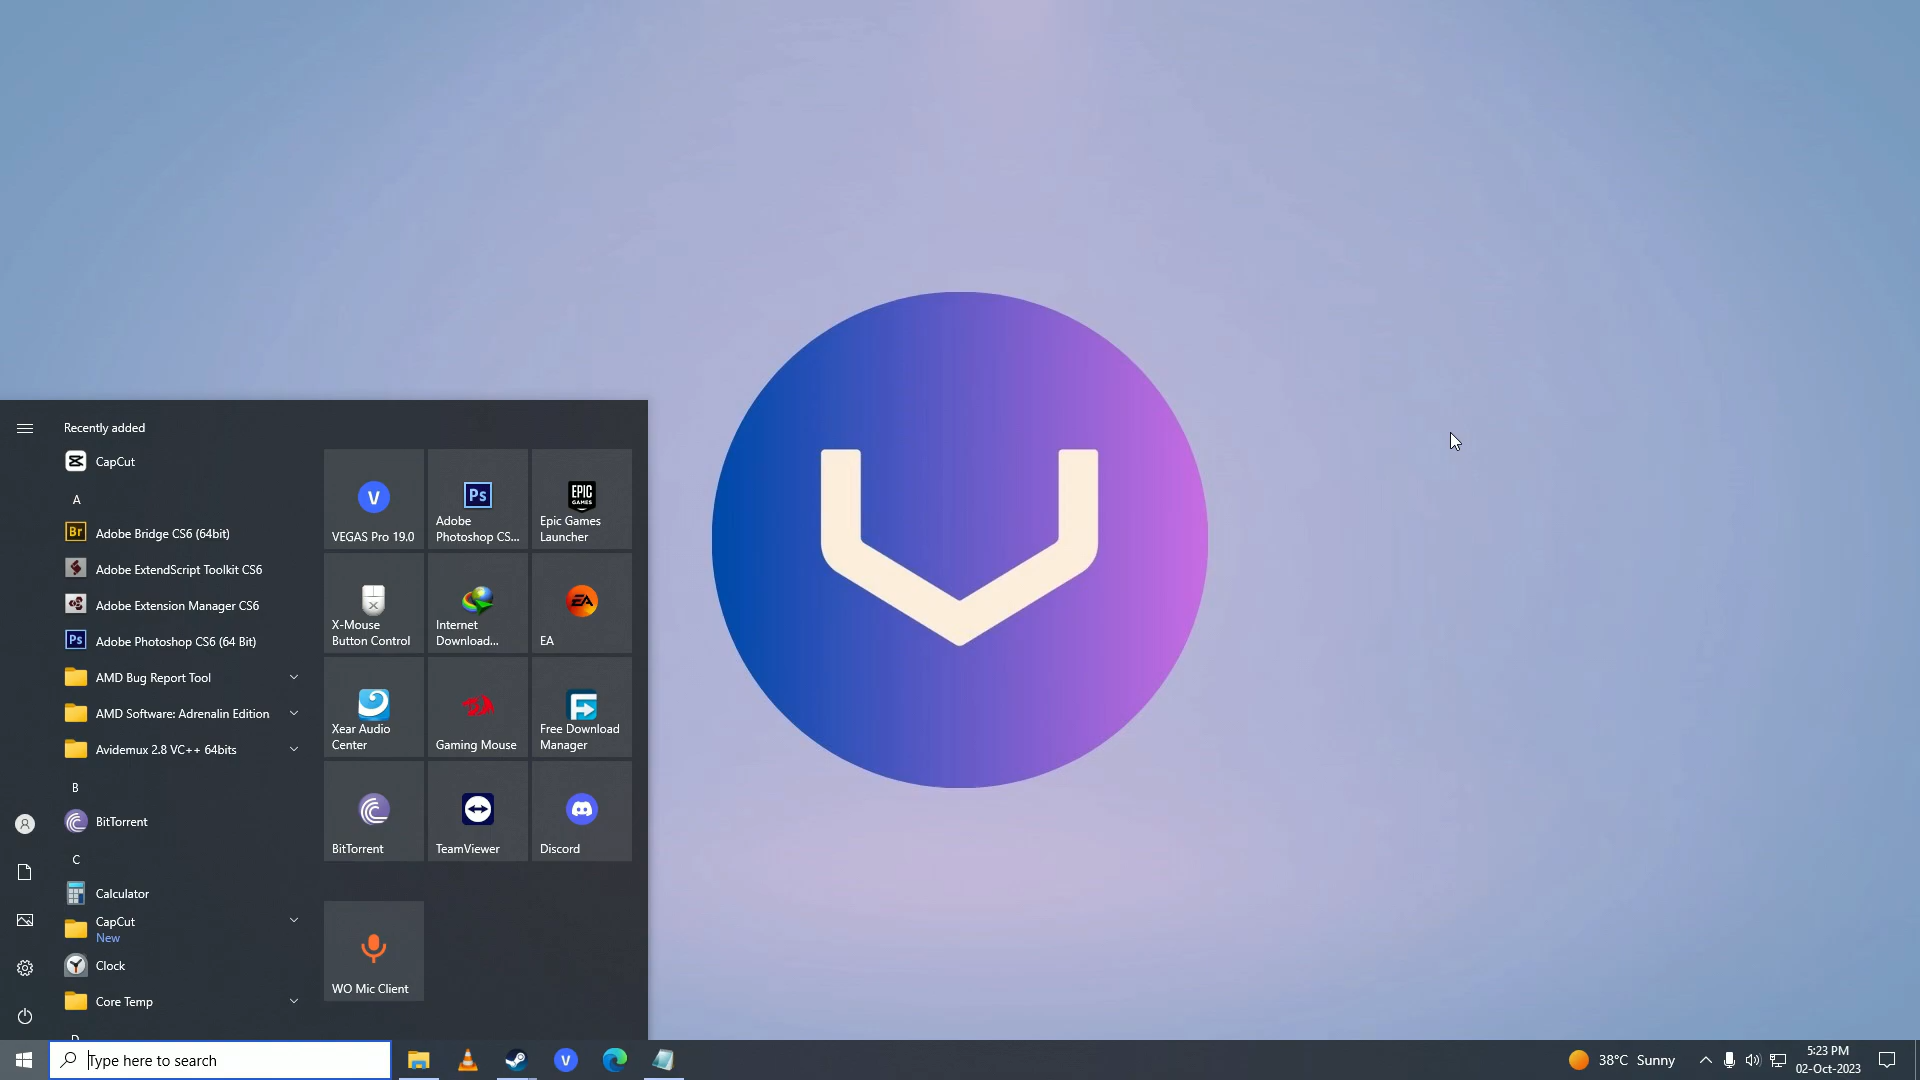 Recently added
CapCut
A
Adobe Bridge CS6 (64bit)
Adobe ExtendScript Toolkit CS6
Adobe Extension Manager CS6
Adobe Photoshop CS6 (64 Bit)
AMD Bug Report Tool
AMD Software: Adrenalin Edition
Avidemux 2.8 VC++ 64bits
B
BitTorrent
C
Calculator
CapCut
New
Clock
Core Temp
VEGAS Pro 19.0
Ps
Adobe
Photoshop CS...
EPIC
GAMES
Epic Games
Launcher
X-Mouse
Button Control
Internet
Download...
EA
EA
Xear Audio
Center
Gaming Mouse
Free Download
Manager
BitTorrent
TeamViewer
Discord
WO Mic Client
Type here to search
38°C Sunny
5:23 PM
02-Oct-2023